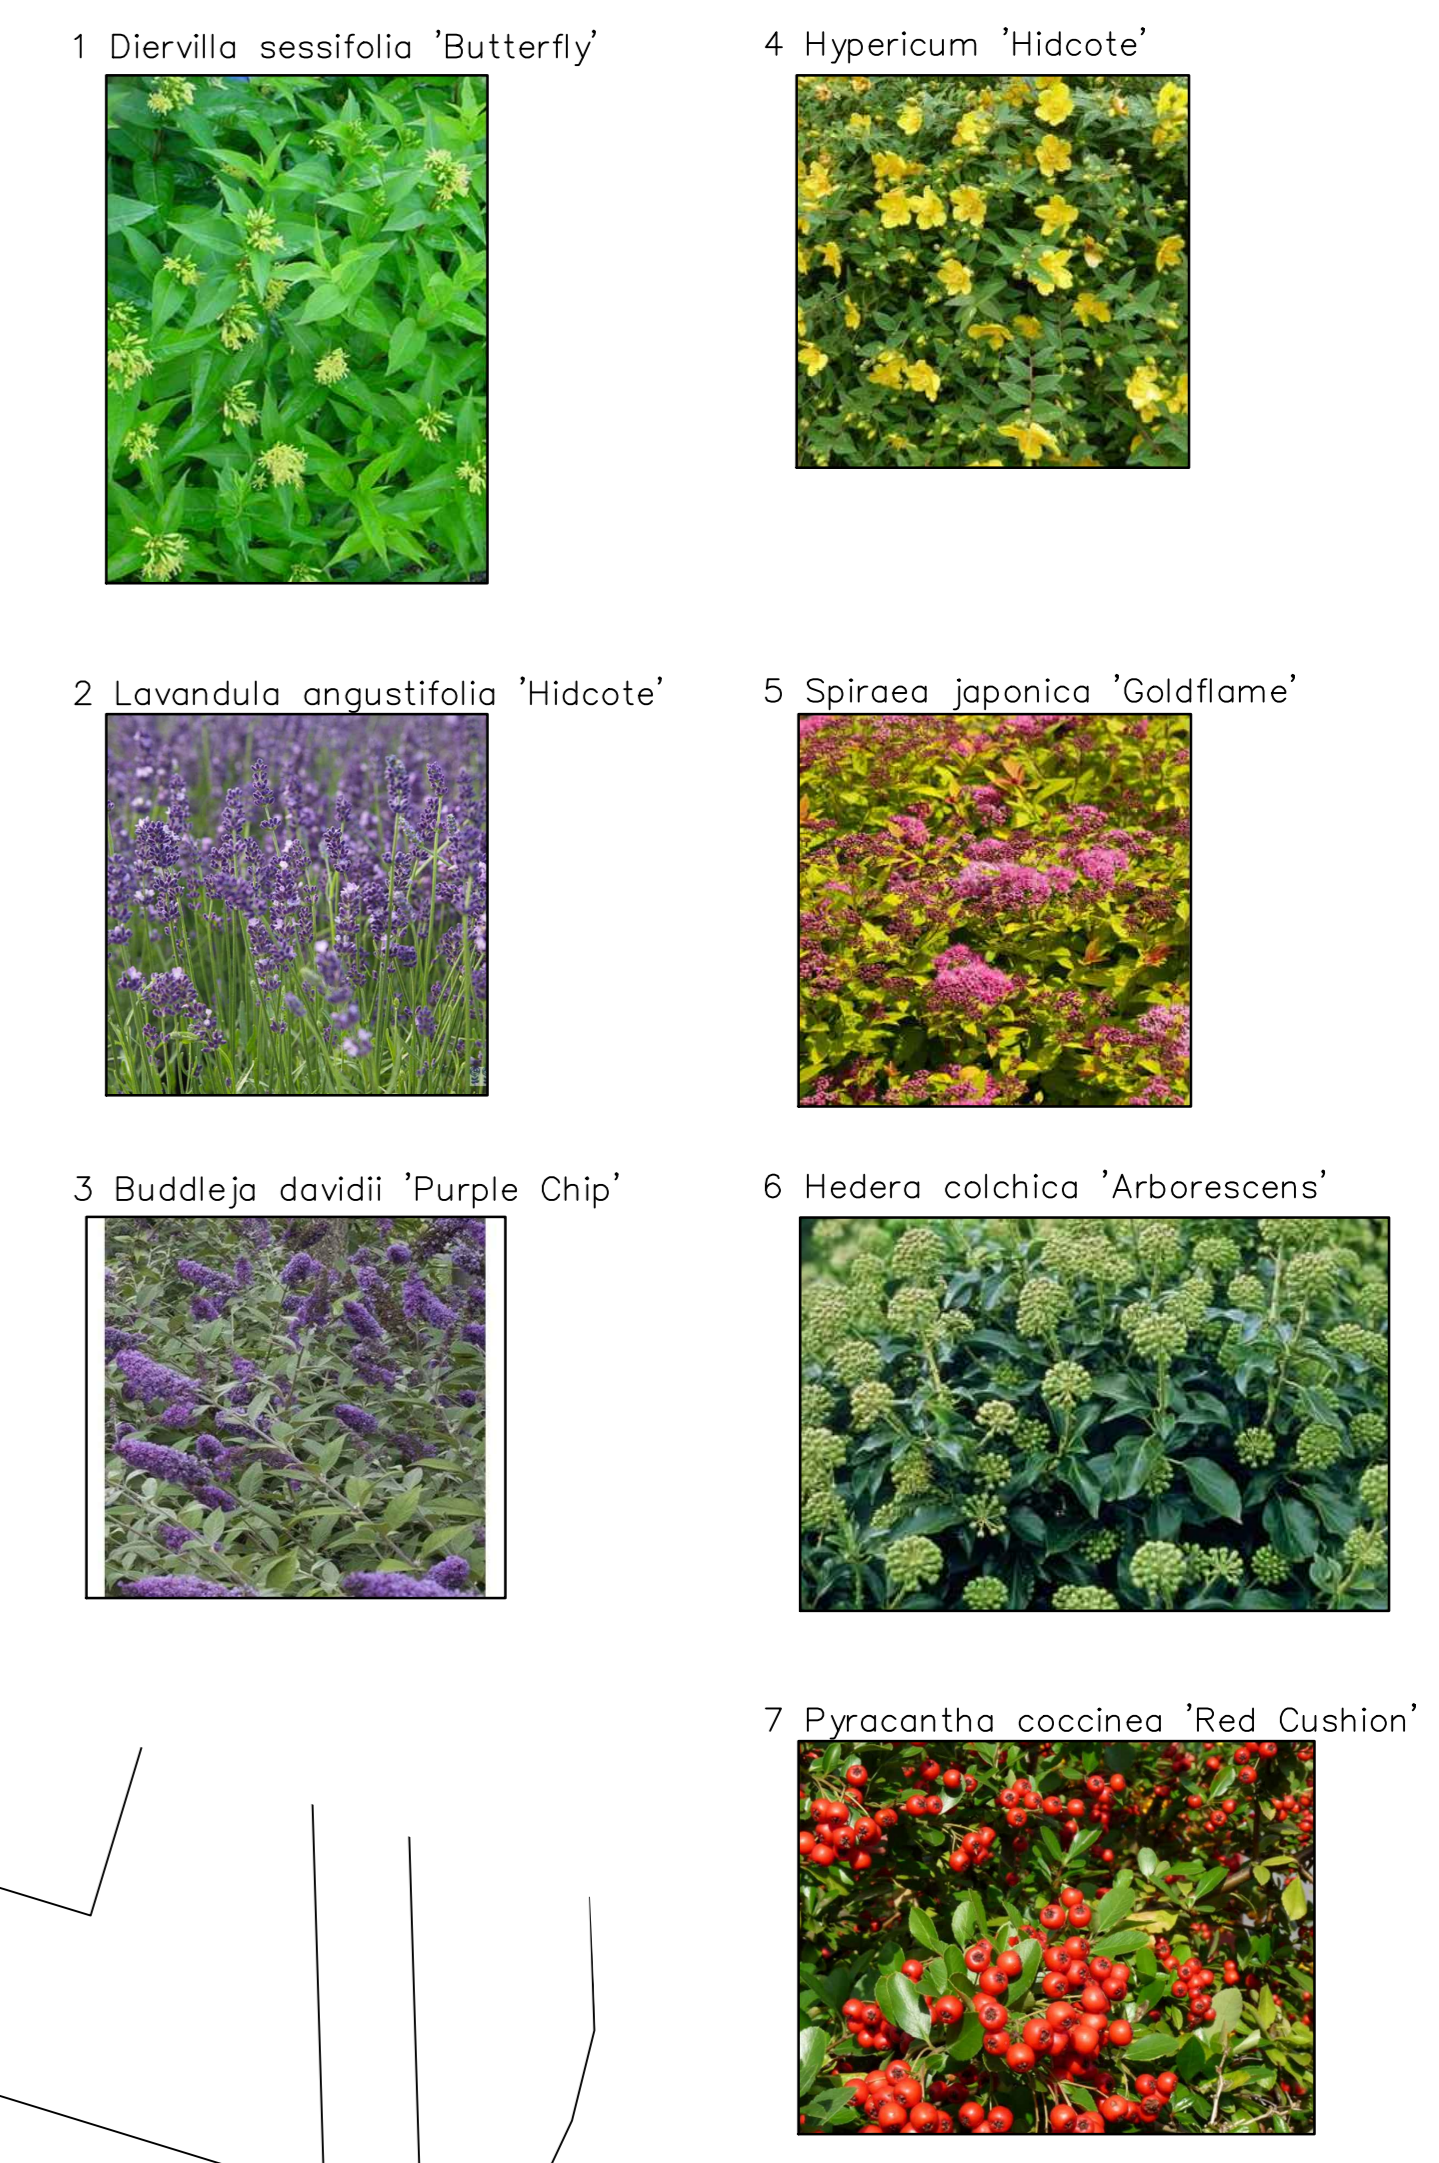 1 Diervilla sessifolia 'Butterfly'
2 Lavandula angustifolia 'Hidcote'
3 Buddleja davidii 'Purple Chip'
4 Hypericum 'Hidcote'
5 Spiraea japonica 'Goldflame'
6 Hedera colchica 'Arborescens'
7 Pyracantha coccinea 'Red Cushion'